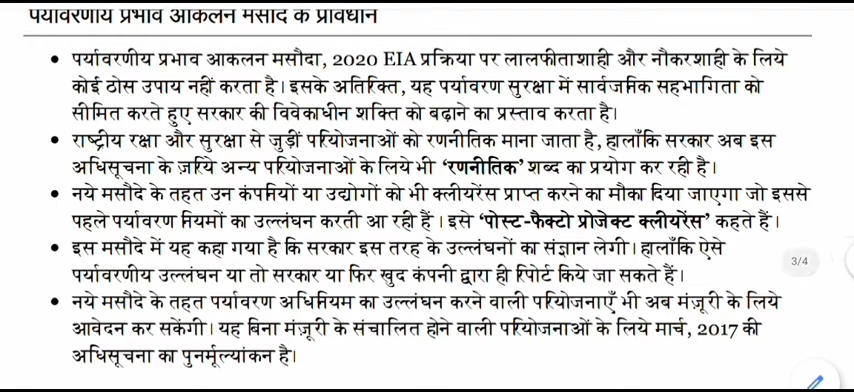 पर्यावरणीय प्रभाव आकलन मसौदे के प्रावधान
• पर्यावरणीय प्रभाव आकलन मसौदा, 2020 EIA प्रक्रिया पर लालफीताशाही और नौकरशाही के लिये
कोई ठोस उपाय नहीं करता है। इसके अतिरिक्त, यह पर्यावरण सुरक्षा में सार्वजनिक सहभागिता को
सीमित करते हुए सरकार की विवेकाधीन शक्ति को बढ़ाने का प्रस्ताव करता है।
• राष्ट्रीय रक्षा और सुरक्षा से जुड़ीं परियोजनाओं को रणनीतिक माना जाता है, हालाँकि सरकार अब इस
अधिसूचना के ज़रिये अन्य परियोजनाओं के लिये भी ‘रणनीतिक’ शब्द का प्रयोग कर रही है।
• नये मसौदे के तहत उन कंपनियों या उद्योगों को भी क्लीयरेंस प्राप्त करने का मौका दिया जाएगा जो इससे
पहले पर्यावरण नियमों का उल्लंघन करती आ रही हैं। इसे ‘पोस्ट-फैक्टो प्रोजेक्ट क्लीयरेंस’ कहते हैं।
• इस मसौदे में यह कहा गया है कि सरकार इस तरह के उल्लंघनों का संज्ञान लेगी। हालाँकि ऐसे
पर्यावरणीय उल्लंघन या तो सरकार या फिर खुद कंपनी द्वारा ही रिपोर्ट किये जा सकते हैं।
3/4
• नये मसौदे के तहत पर्यावरण अधिनियम का उल्लंघन करने वाली परियोजनाएँ भी अब मंज़ूरी के लिये
आवेदन कर सकेंगी। यह बिना मंज़ूरी के संचालित होने वाली परियोजनाओं के लिये मार्च, 2017 की
अधिसूचना का पुनर्मूल्यांकन है।